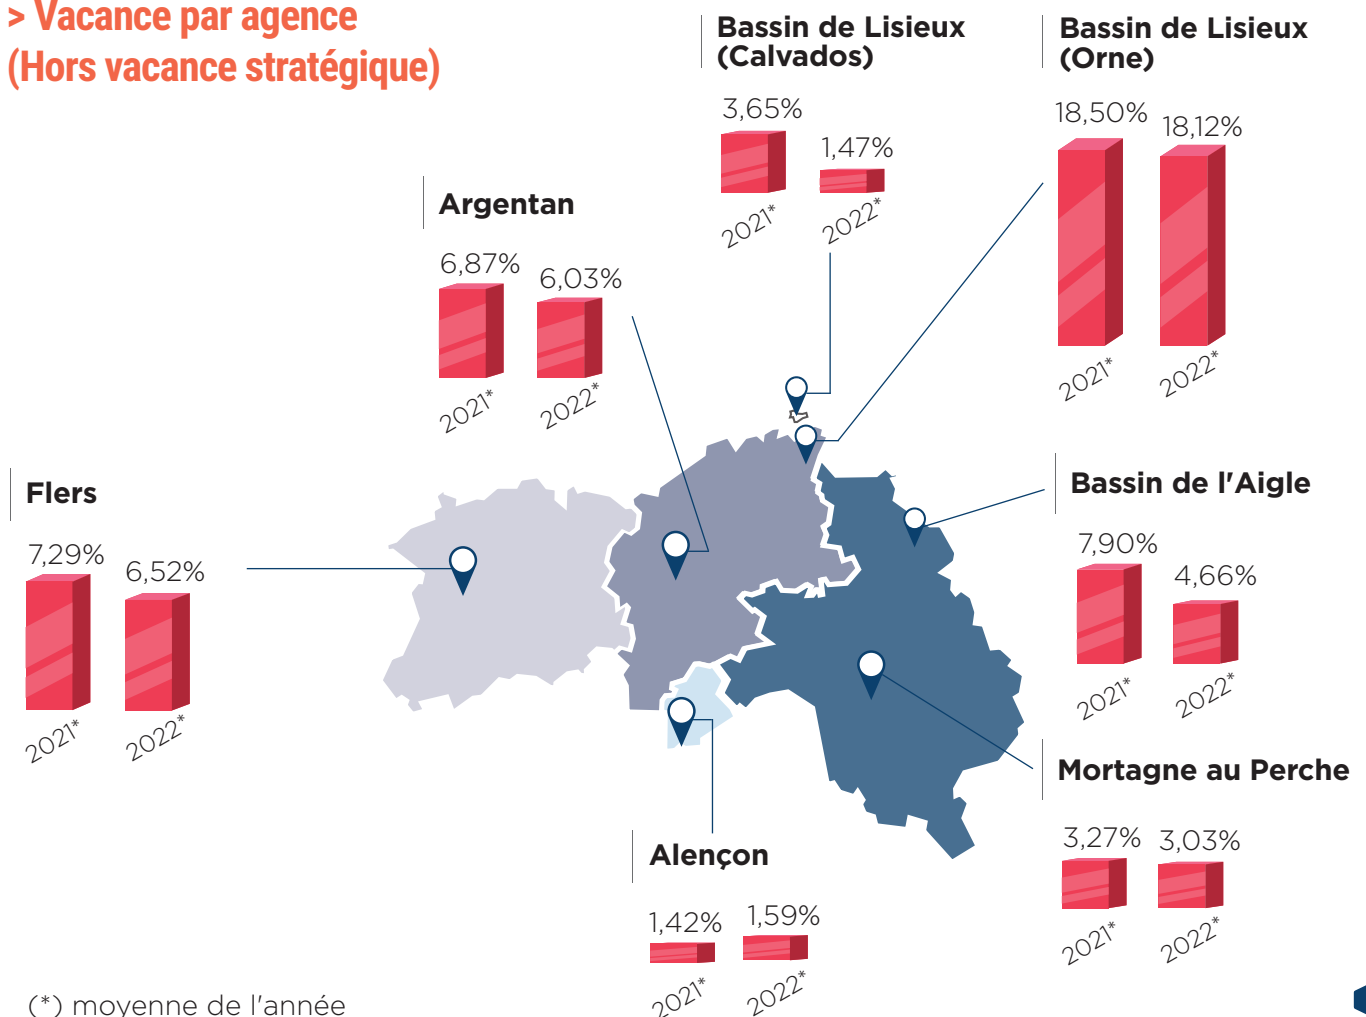 > Vacance par agence
(Hors vacance stratégique)
Bassin de Lisieux
(Calvados)
3,65%
1,47%
2021*
2022*
Bassin de Lisieux
(Orne)
18,50%
18,12%
2021*
2022*
Argentan
6,87%
6,03%
2021*
2022*
Flers
7,29%
6,52%
2021*
2022*
Bassin de l'Aigle
7,90%
4,66%
2021*
2022*
Mortagne au Perche
3,27%
3,03%
2021*
2022*
Alençon
1,42%
1,59%
2021*
2022*
(*) moyenne de l'année